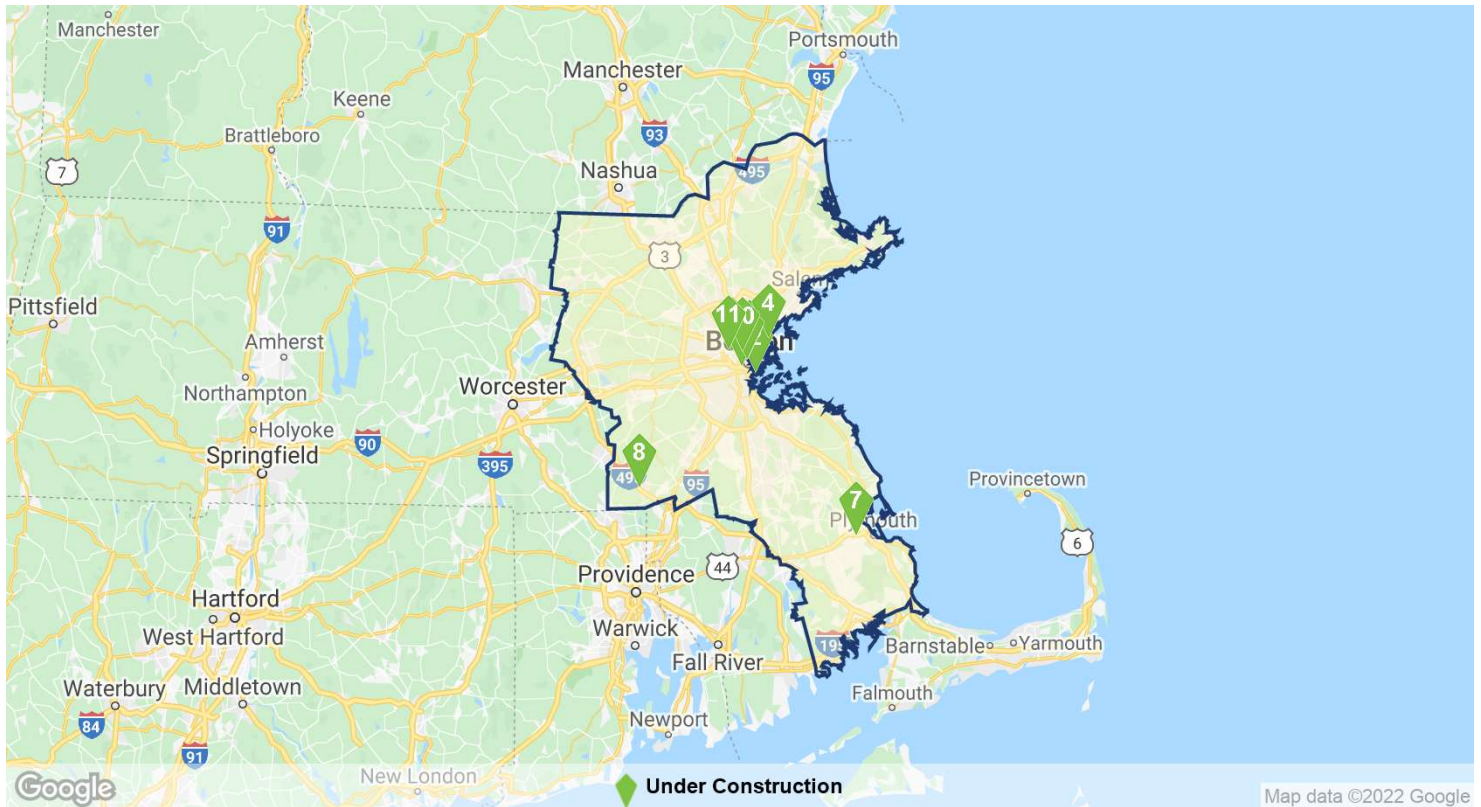 Manchester
Portsmouth
Manchester
95
Keene
93
Brattleboro
7
Nashua
495
91
3
Salem
Pittsfield
4
11
Amherst
Worcester
Northampton
Holyoke
90
Springfield
395
8
95
Provincetown
7
Plymouth
6
44
Providence
Hartford
West Hartford
Warwick
195
Barnstable
Yarmouth
Fall River
Waterbury
Middletown
Falmouth
84
Newport
91
New London
Google
Under Construction
Map data ©2022 Google